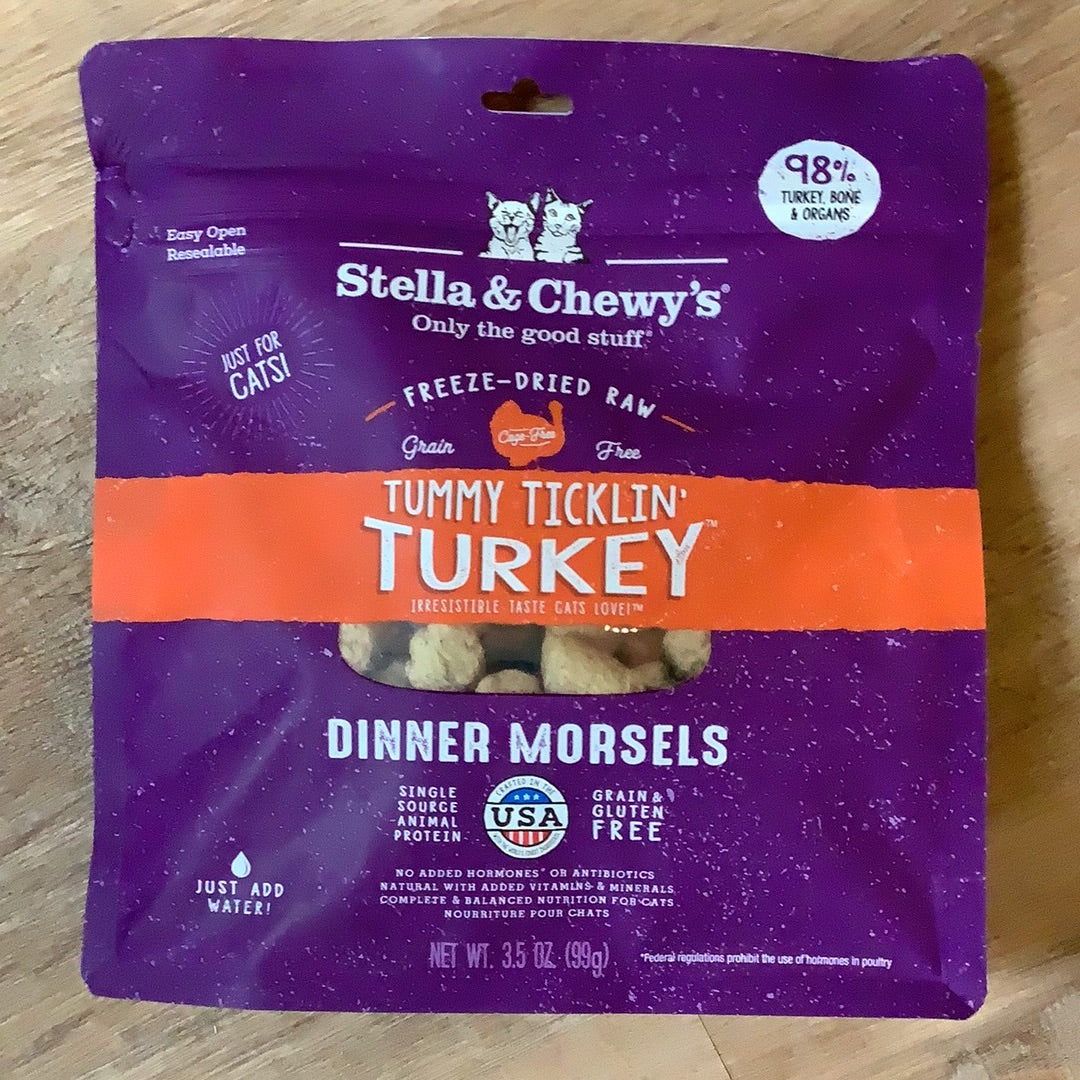 98%
TURKEY, BONE
& ORGANS
Easy Open
Resealable
Stella & Chewy's®
Only the good stuff®
JUST FOR
CATS!
FREEZE-DRIED RAW
Grain Cage-Free Free
TUMMY TICKLIN'
TURKEY™
IRRESISTIBLE TASTE CATS LOVE!™
DINNER MORSELS
SINGLE
SOURCE
ANIMAL
PROTEIN
CRAFTED IN THE
USA
GRAIN &
GLUTEN
FREE
JUST ADD
WATER!
NO ADDED HORMONES* OR ANTIBIOTICS
NATURAL WITH ADDED VITAMINS & MINERALS
COMPLETE & BALANCED NUTRITION FOR CATS
NOURRITURE POUR CHATS
NET WT. 3.5 OZ. (99g)
*Federal regulations prohibit the use of hormones in poultry